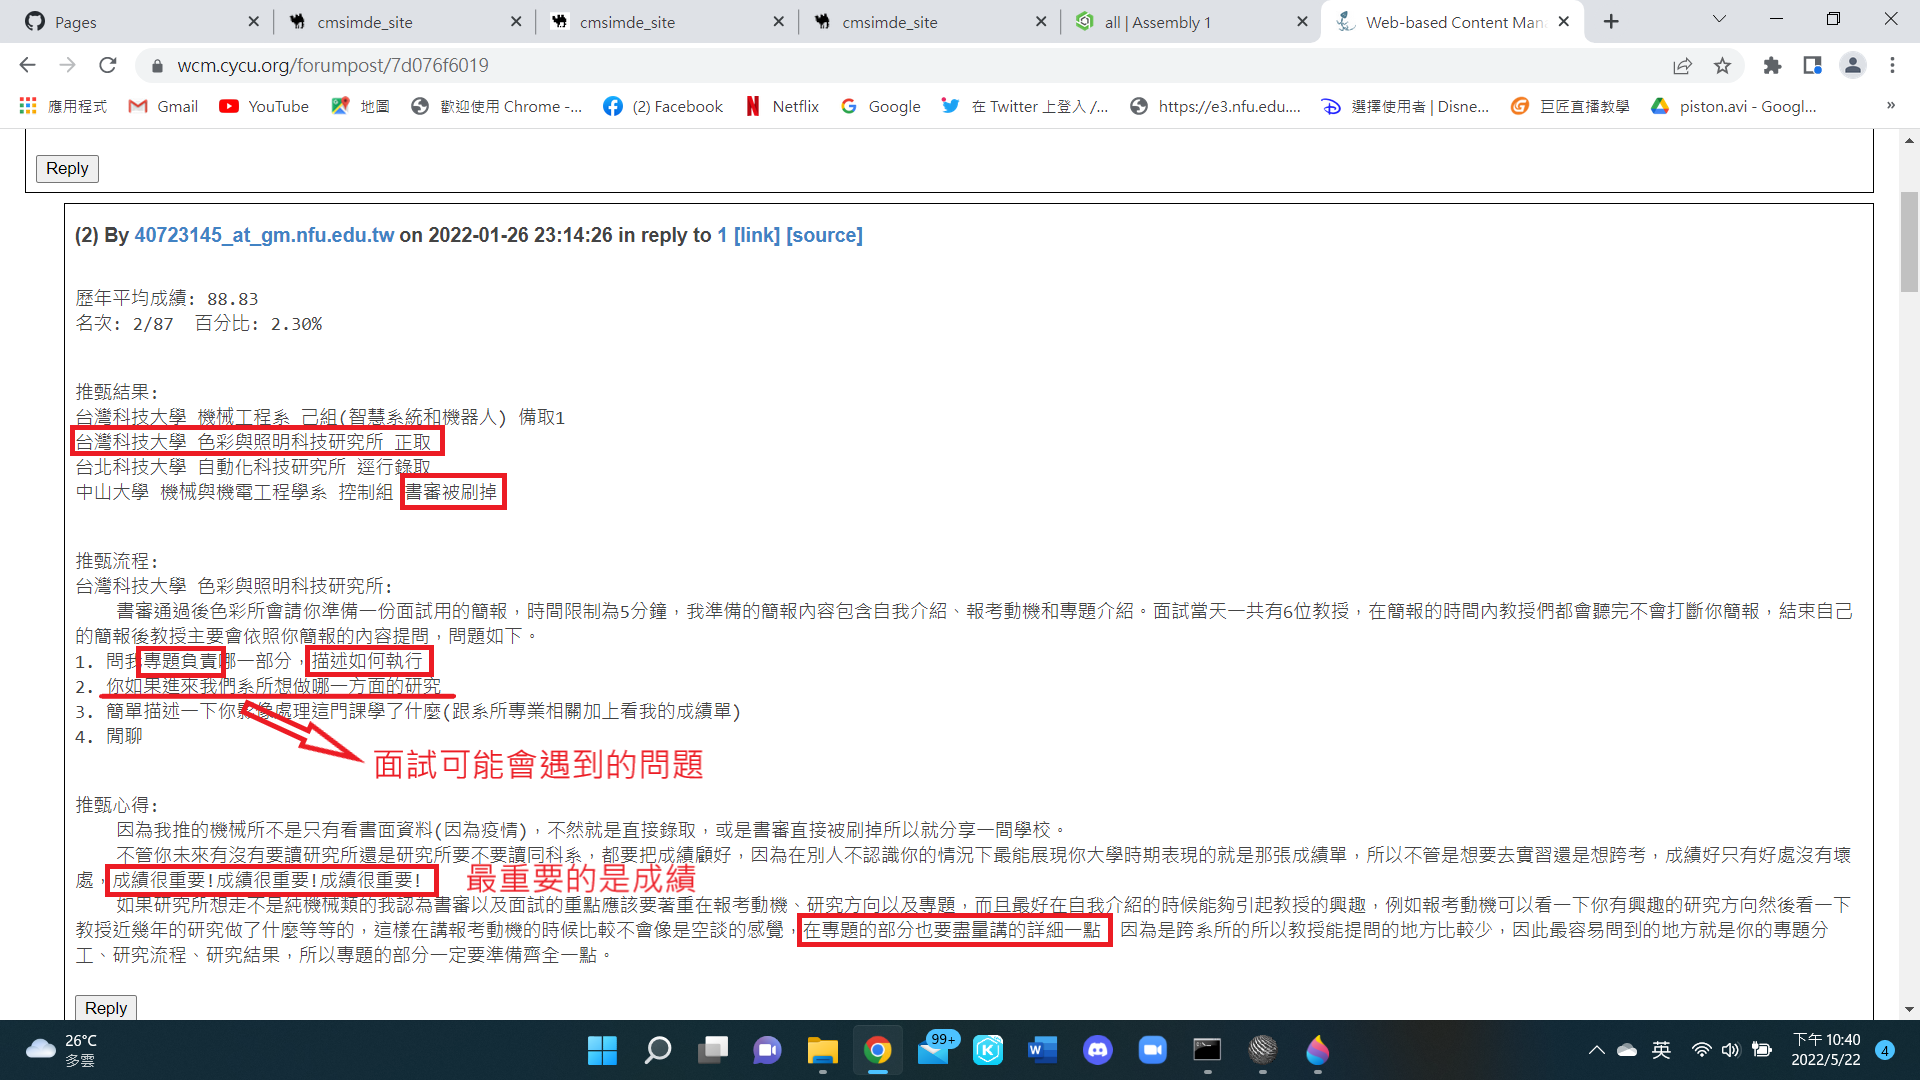 Pages
cmsimde_site
cmsimde_site
cmsimde_site
all | Assembly 1
Web-based Content Man
wcm.cycu.org/forumpost/7d076f6019
應用程式
Gmail
YouTube
地圖
歡迎使用 Chrome -...
(2) Facebook
Netflix
Google
在 Twitter 上登入 /...
https://e3.nfu.edu....
選擇使用者 | Disne...
巨匠直播教學
piston.avi - Googl...
»
Reply
(2) By 40723145_at_gm.nfu.edu.tw on 2022-01-26 23:14:26 in reply to 1 [link] [source]
歷年平均成績: 88.83
名次: 2/87 百分比: 2.30%
推甄結果:
台灣科技大學 機械工程系 己組(智慧系統和機器人) 備取1
台灣科技大學 色彩與照明科技研究所 正取
台北科技大學 自動化科技研究所 逕行錄取
中山大學 機械與機電工程學系 控制組 書審被刷掉
推甄流程:
台灣科技大學 色彩與照明科技研究所:
書審通過後色彩所會請你準備一份面試用的簡報，時間限制為5分鐘，我準備的簡報內容包含自我介紹、報考動機和專題介紹。面試當天一共有6位教授，在簡報的時間內教授們都會聽完不會打斷你簡報，結束自己
的簡報後教授主要會依照你簡報的內容提問，問題如下。
1. 問我專題負責哪一部分，描述如何執行
2. 你如果進來我們系所想做哪一方面的研究
3. 簡單描述一下你影像處理這門課學了什麼(跟系所專業相關加上看我的成績單)
4. 閒聊
面試可能會遇到的問題
推甄心得:
因為我推的機械所不是只有看書面資料(因為疫情)，不然就是直接錄取，或是書審直接被刷掉所以就分享一間學校。
不管你未來有沒有要讀研究所還是研究所要不要讀同科系，都要把成績顧好，因為在別人不認識你的情況下最能展現你大學時期表現的就是那張成績單，所以不管是想要去實習還是想跨考，成績好只有好處沒有壞
處，成績很重要!成績很重要!成績很重要! 最重要的是成績
如果研究所想走不是純機械類的我認為書審以及面試的重點應該要著重在報考動機、研究方向以及專題，而且最好在自我介紹的時候能夠引起教授的興趣，例如報考動機可以看一下你有興趣的研究方向然後看一下
教授近幾年的研究做了什麼等等的，這樣在講報考動機的時候比較不會像是空談的感覺，在專題的部分也要盡量講的詳細一點 因為是跨系所的所以教授能提問的地方比較少，因此最容易問到的地方就是你的專題分
工、研究流程、研究結果，所以專題的部分一定要準備齊全一點。
Reply
26°C
多雲
99+
英
下午 10:40
2022/5/22
4